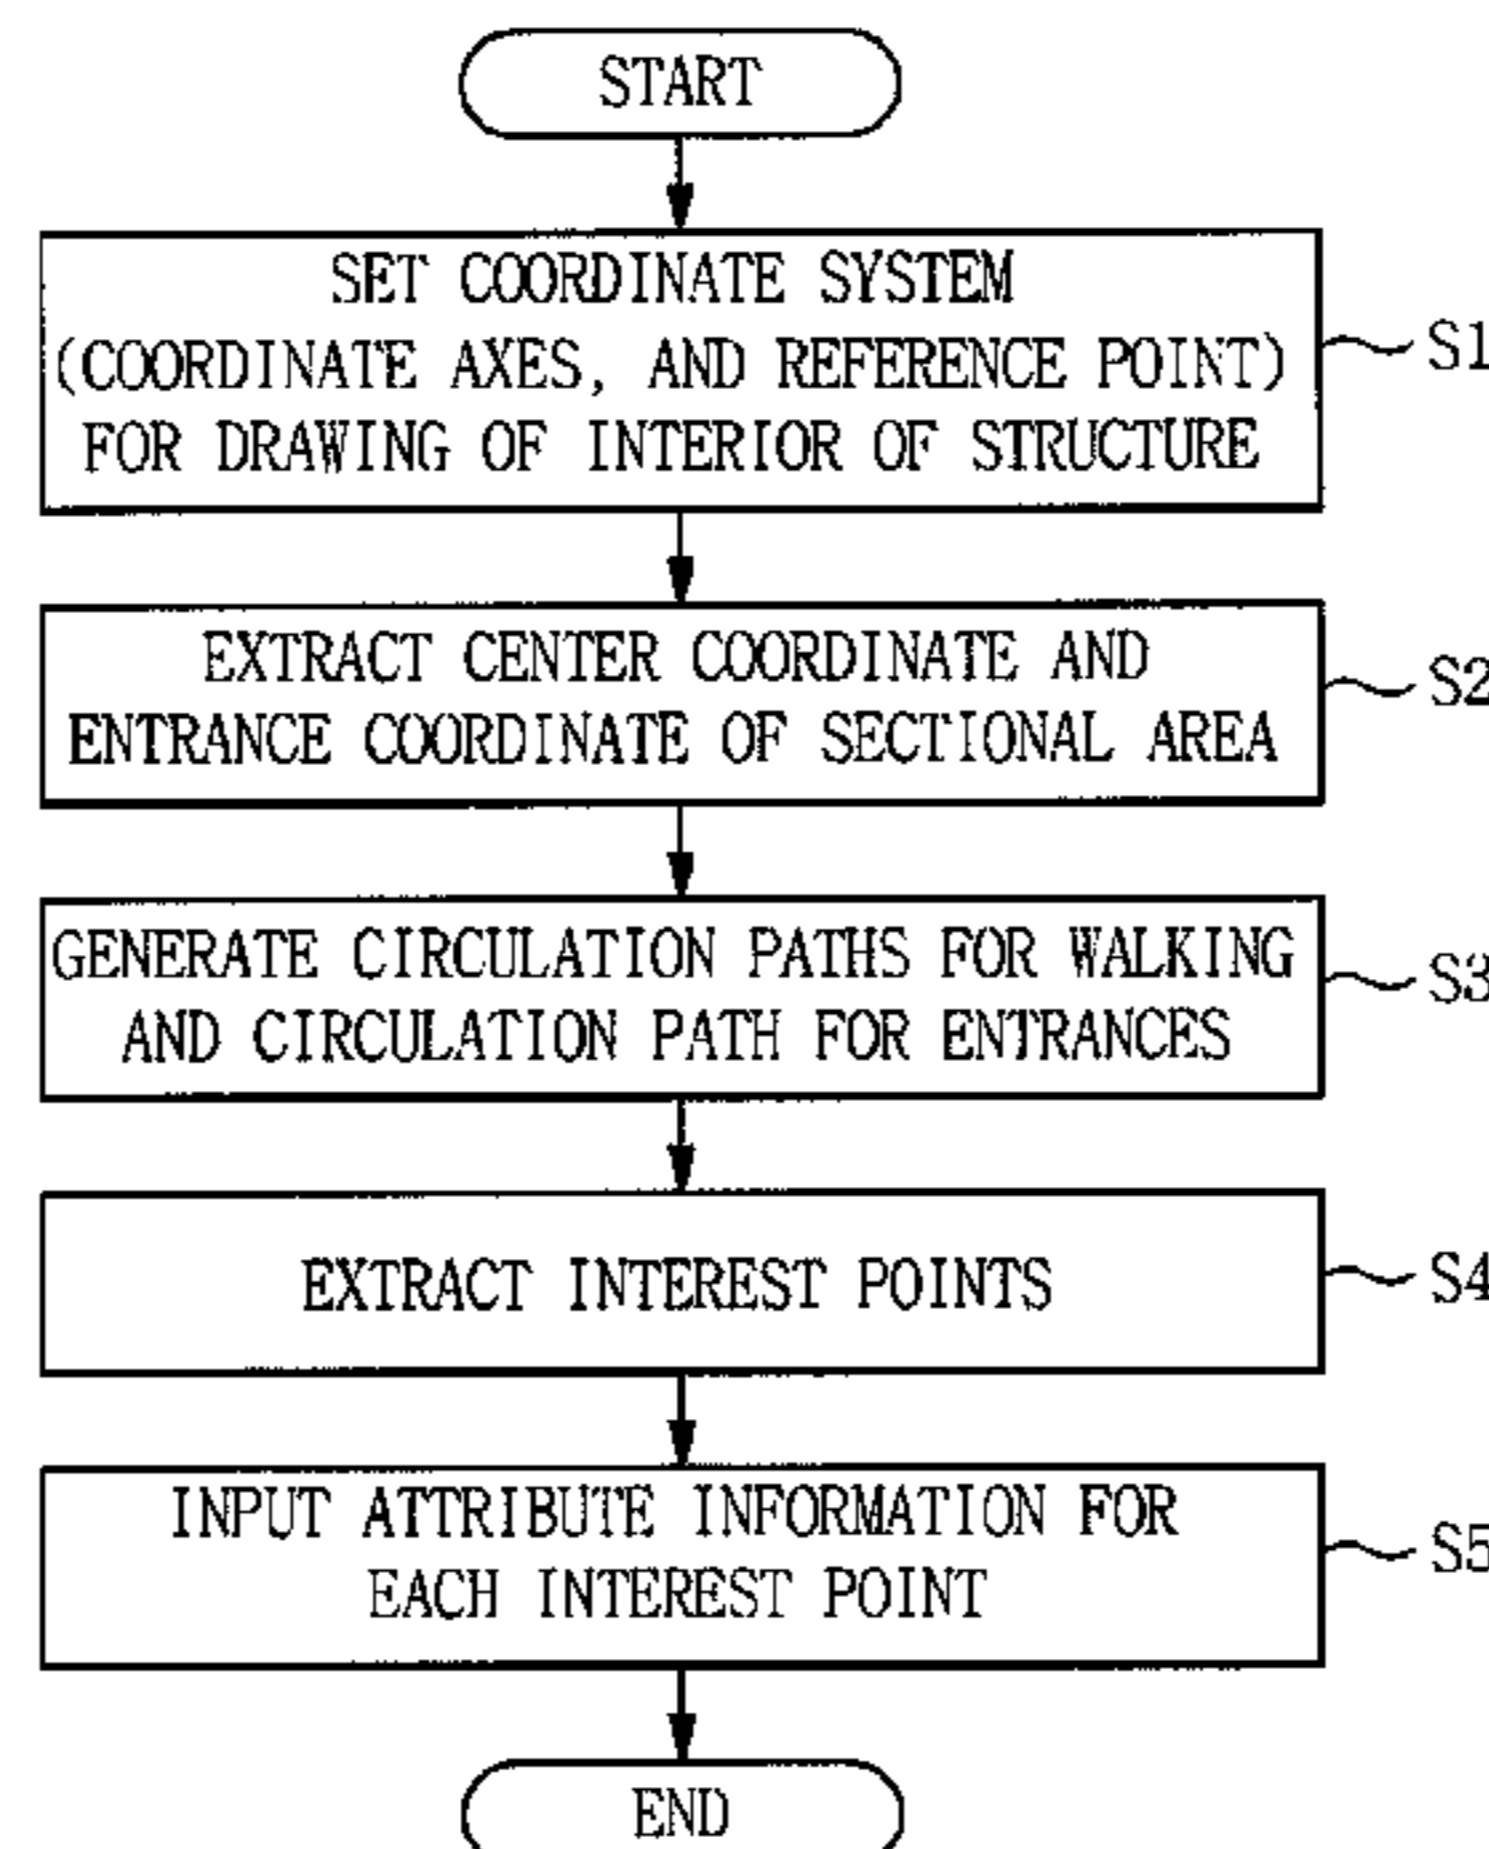 START
SET COORDINATE SYSTEM
(COORDINATE AXES, AND REFERENCE POINT)
FOR DRAWING OF INTERIOR OF STRUCTURE
S1
EXTRACT CENTER COORDINATE AND
ENTRANCE COORDINATE OF SECTIONAL AREA
S2
GENERATE CIRCULATION PATHS FOR WALKING
AND CIRCULATION PATH FOR ENTRANCES
S3
EXTRACT INTEREST POINTS
S4
INPUT ATTRIBUTE INFORMATION FOR
EACH INTEREST POINT
S5
END